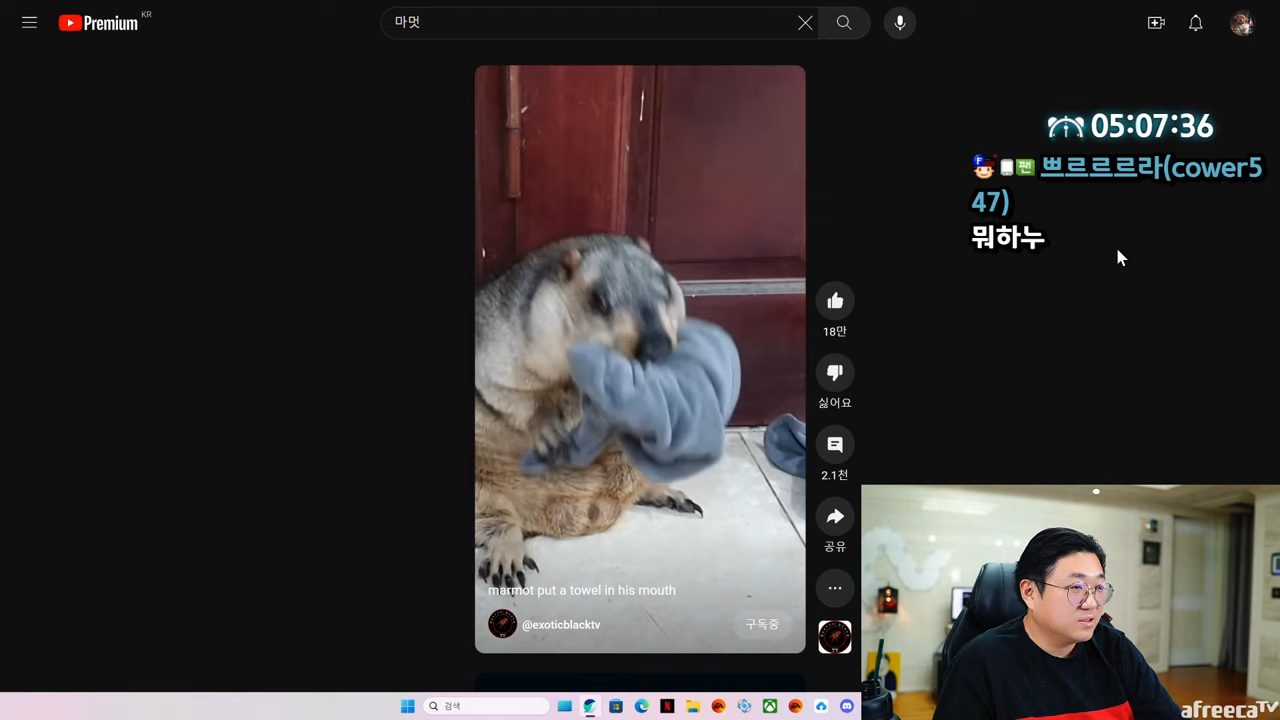 Premium KR
마멋
05:07:36
F 팬 쁘르르르라(cower5
47)
뭐하누
18만
싫어요
2.1천
공유
marmot put a towel in his mouth
@exoticblacktv
구독중
검색
afreecaTV